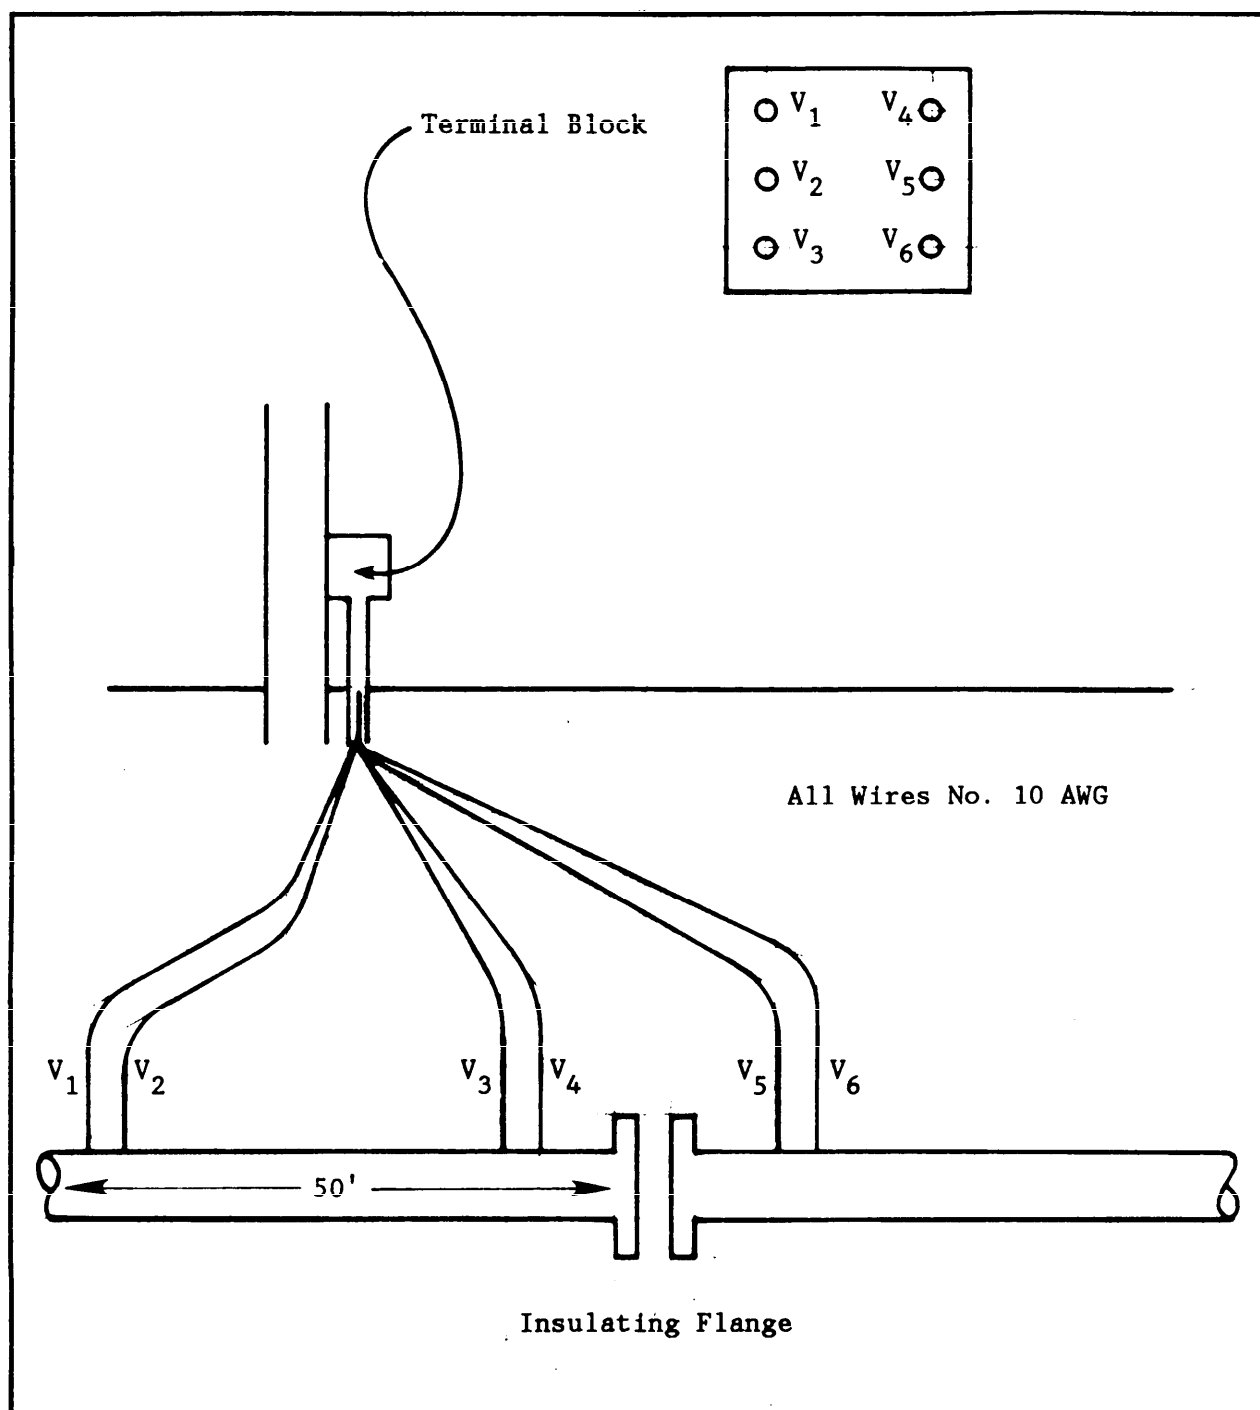 Terminal Block
V1 V4
V2 V5
V3 V6
All Wires No. 10 AWG
V1 V2 V3 V4 V5 V6
50'
Insulating Flange